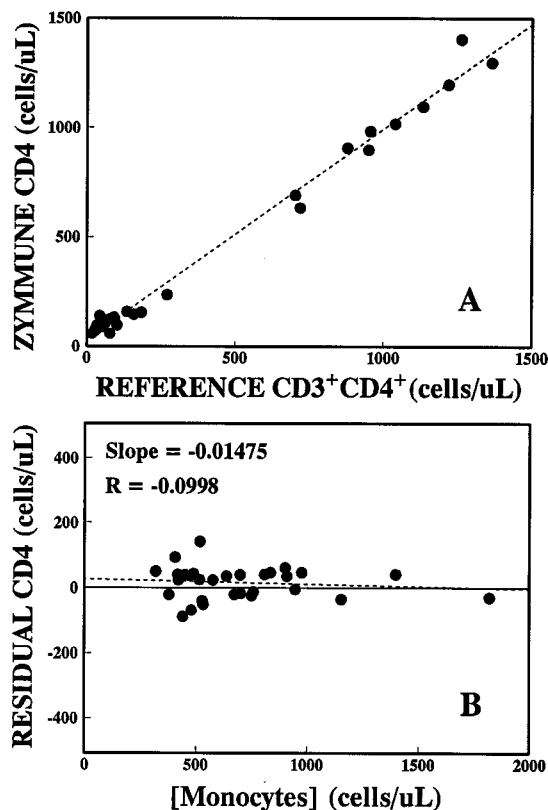 1500
1000
500
0
ZYMMUNE CD4 (cells/uL)
A
0 500 1000 1500
REFERENCE CD3⁺CD4⁺ (cells/uL)
400
200
0
-200
-400
RESIDUAL CD4 (cells/uL)
Slope = -0.01475
R = -0.0998
B
0 500 1000 1500 2000
[Monocytes] (cells/uL)